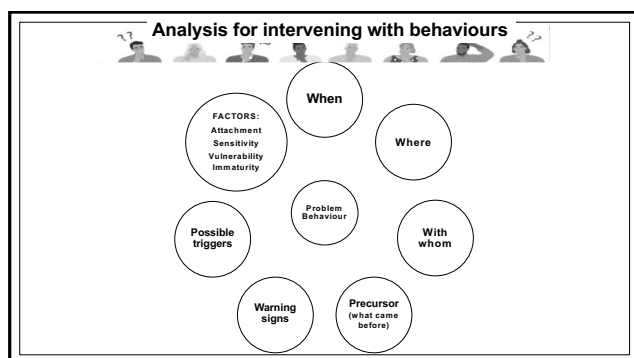 Analysis for intervening with behaviours
??
??
When
Where
With
whom
Precursor
(what came
before)
Warning
signs
Possible
triggers
FACTORS:
Attachment
Sensitivity
Vulnerability
Immaturity
Problem
Behaviour